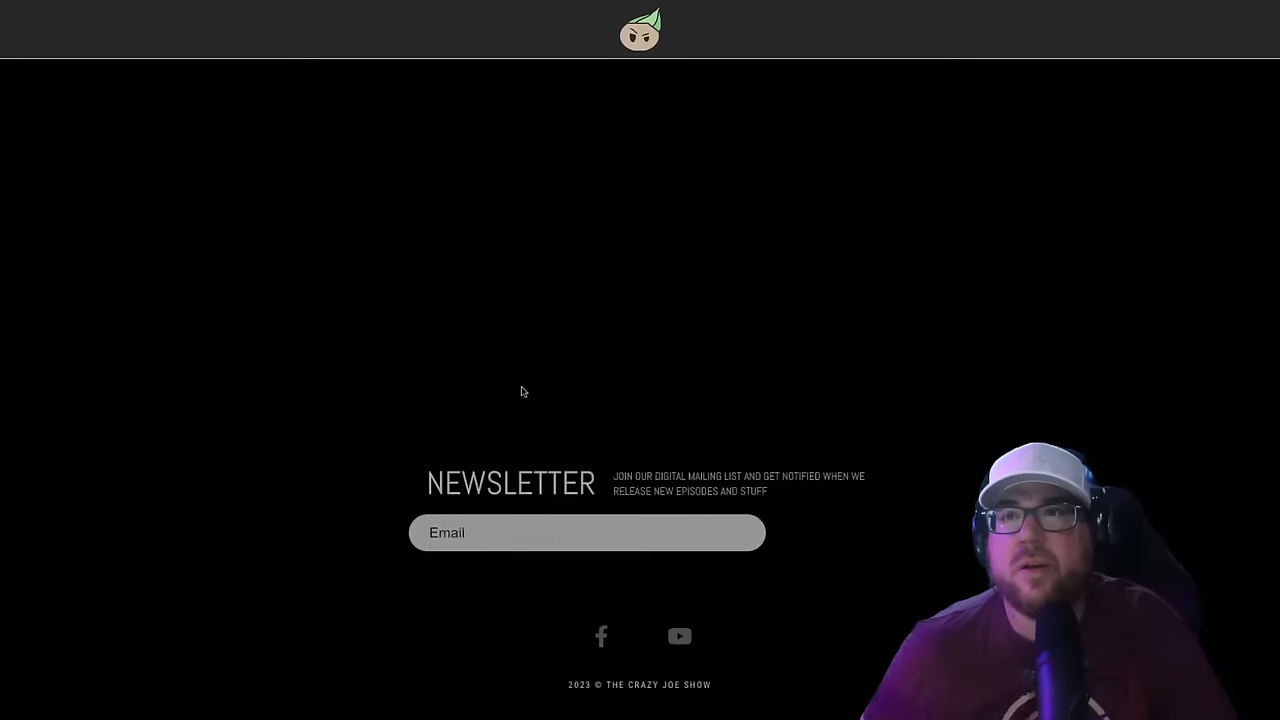 NEWSLETTER
JOIN OUR DIGITAL MAILING LIST AND GET NOTIFIED WHEN WE
RELEASE NEW EPISODES AND STUFF
Email
2023 © THE CRAZY JOE SHOW